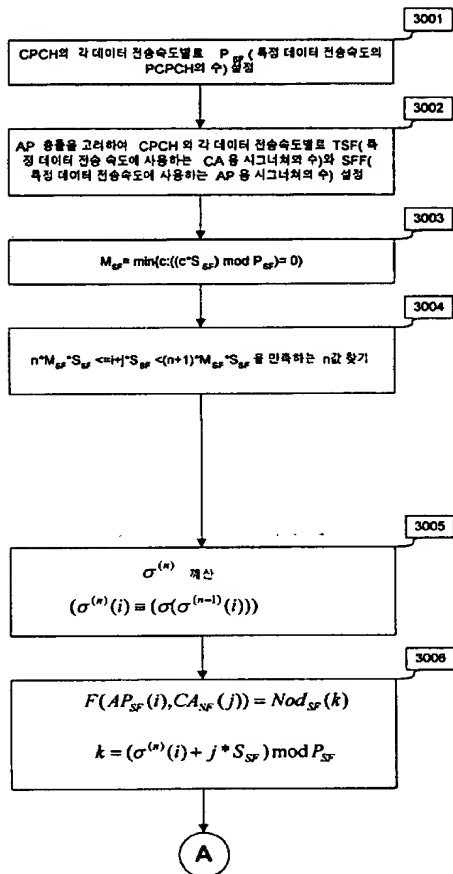 3001
CPCH의 각 데이터 전송속도별로 P_SF(특정 데이터 전송속도의
PCPCH의 수) 설정
3002
AP 충돌을 고려하여 CPCH 의 각 데이터 전송속도별로 TSF(특
정 데이터 전송 속도에 사용하는 CA 용 시그너쳐의 수)와 SFF(
특정 데이터 전송속도에 사용하는 AP 용 시그너쳐의 수) 설정
3003
M_SF= min{c:((c*S_SF) mod P_SF)= 0)
3004
n*M_SF*S_SF <=i+j*S_SF <(n+1)*M_SF*S_SF 을 만족하는 n값 찾기
3005
σ^(n) 계산
(σ^(n)(i) ≡ (σ(σ^(n-1)(i)))
3006
F(AP_SF(i),CA_SF(j)) = Nod_SF(k)
k = (σ^(n)(i) + j * S_SF) mod P_SF
A